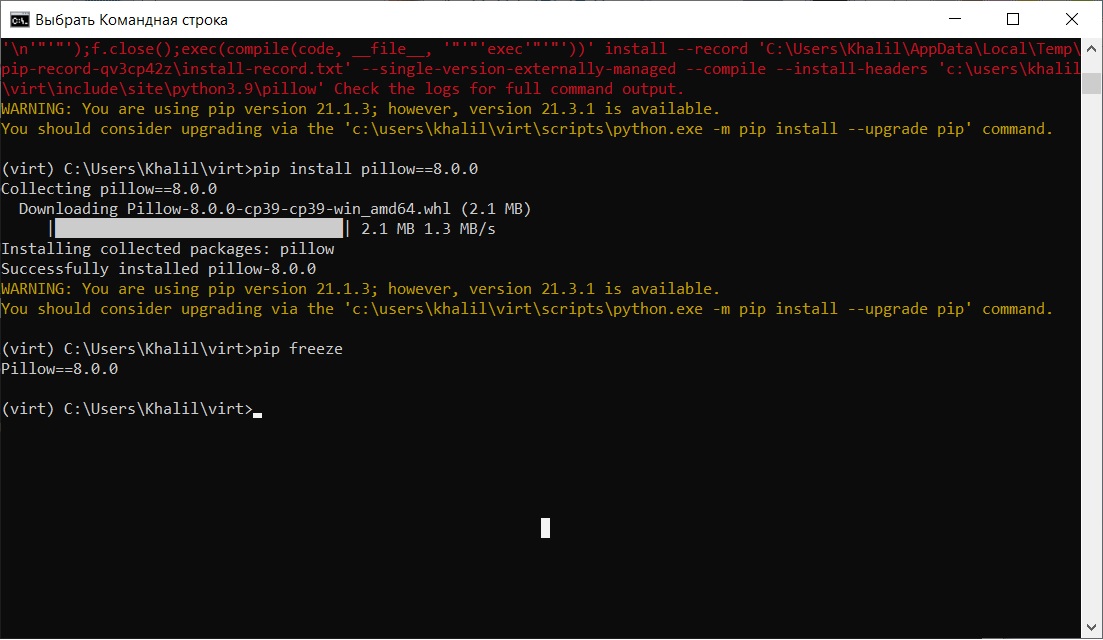 Выбрать Командная строка
'\n'"'"');f.close();exec(compile(code, __file__, '"'"'exec'"'"'))' install --record 'C:\Users\Khalil\AppData\Local\Temp\
pip-record-qv3cp42z\install-record.txt' --single-version-externally-managed --compile --install-headers 'c:\users\khalil
\virt\include\site\python3.9\pillow' Check the logs for full command output.
WARNING: You are using pip version 21.1.3; however, version 21.3.1 is available.
You should consider upgrading via the 'c:\users\khalil\virt\scripts\python.exe -m pip install --upgrade pip' command.
(virt) C:\Users\Khalil\virt>pip install pillow==8.0.0
Collecting pillow==8.0.0
Downloading Pillow-8.0.0-cp39-cp39-win_amd64.whl (2.1 MB)
| | 2.1 MB 1.3 MB/s
Installing collected packages: pillow
Successfully installed pillow-8.0.0
WARNING: You are using pip version 21.1.3; however, version 21.3.1 is available.
You should consider upgrading via the 'c:\users\khalil\virt\scripts\python.exe -m pip install --upgrade pip' command.
(virt) C:\Users\Khalil\virt>pip freeze
Pillow==8.0.0
(virt) C:\Users\Khalil\virt>